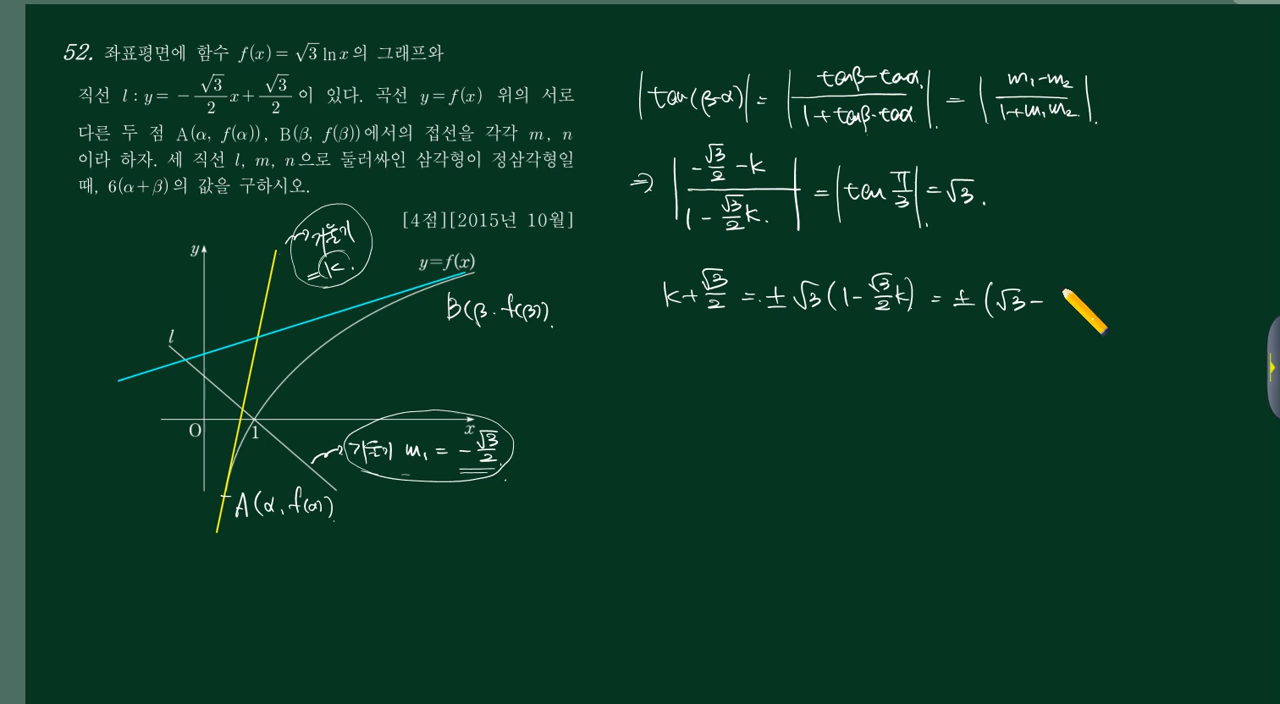 52. 좌표평면에 함수 f(x)=√3 ln x의 그래프와
직선 l : y=-√3/2 x+√3/2 이 있다. 곡선 y=f(x) 위의 서로
다른 두 점 A(α, f(α)), B(β, f(β))에서의 접선을 각각 m, n
이라 하자. 세 직선 l, m, n으로 둘러싸인 삼각형이 정삼각형일
때, 6(α+β)의 값을 구하시오.
[4점][2015년 10월]
y
기울기
=k.
y=f(x)
B(β. f(β)).
l
O
1
x
기울기 m₁ = -√3/2
A(α, f(α))
|tan(β-α)| = |(tanβ-tanα)/(1+tanβ·tanα)| = |(m₁-m₂)/(1+m₁m₂)|.
⇒ |(-√3/2 -k)/(1-√3/2 k.)| = |tan π/3| = √3.
k+√3/2 = ±√3(1-√3/2 k) = ±(√3-